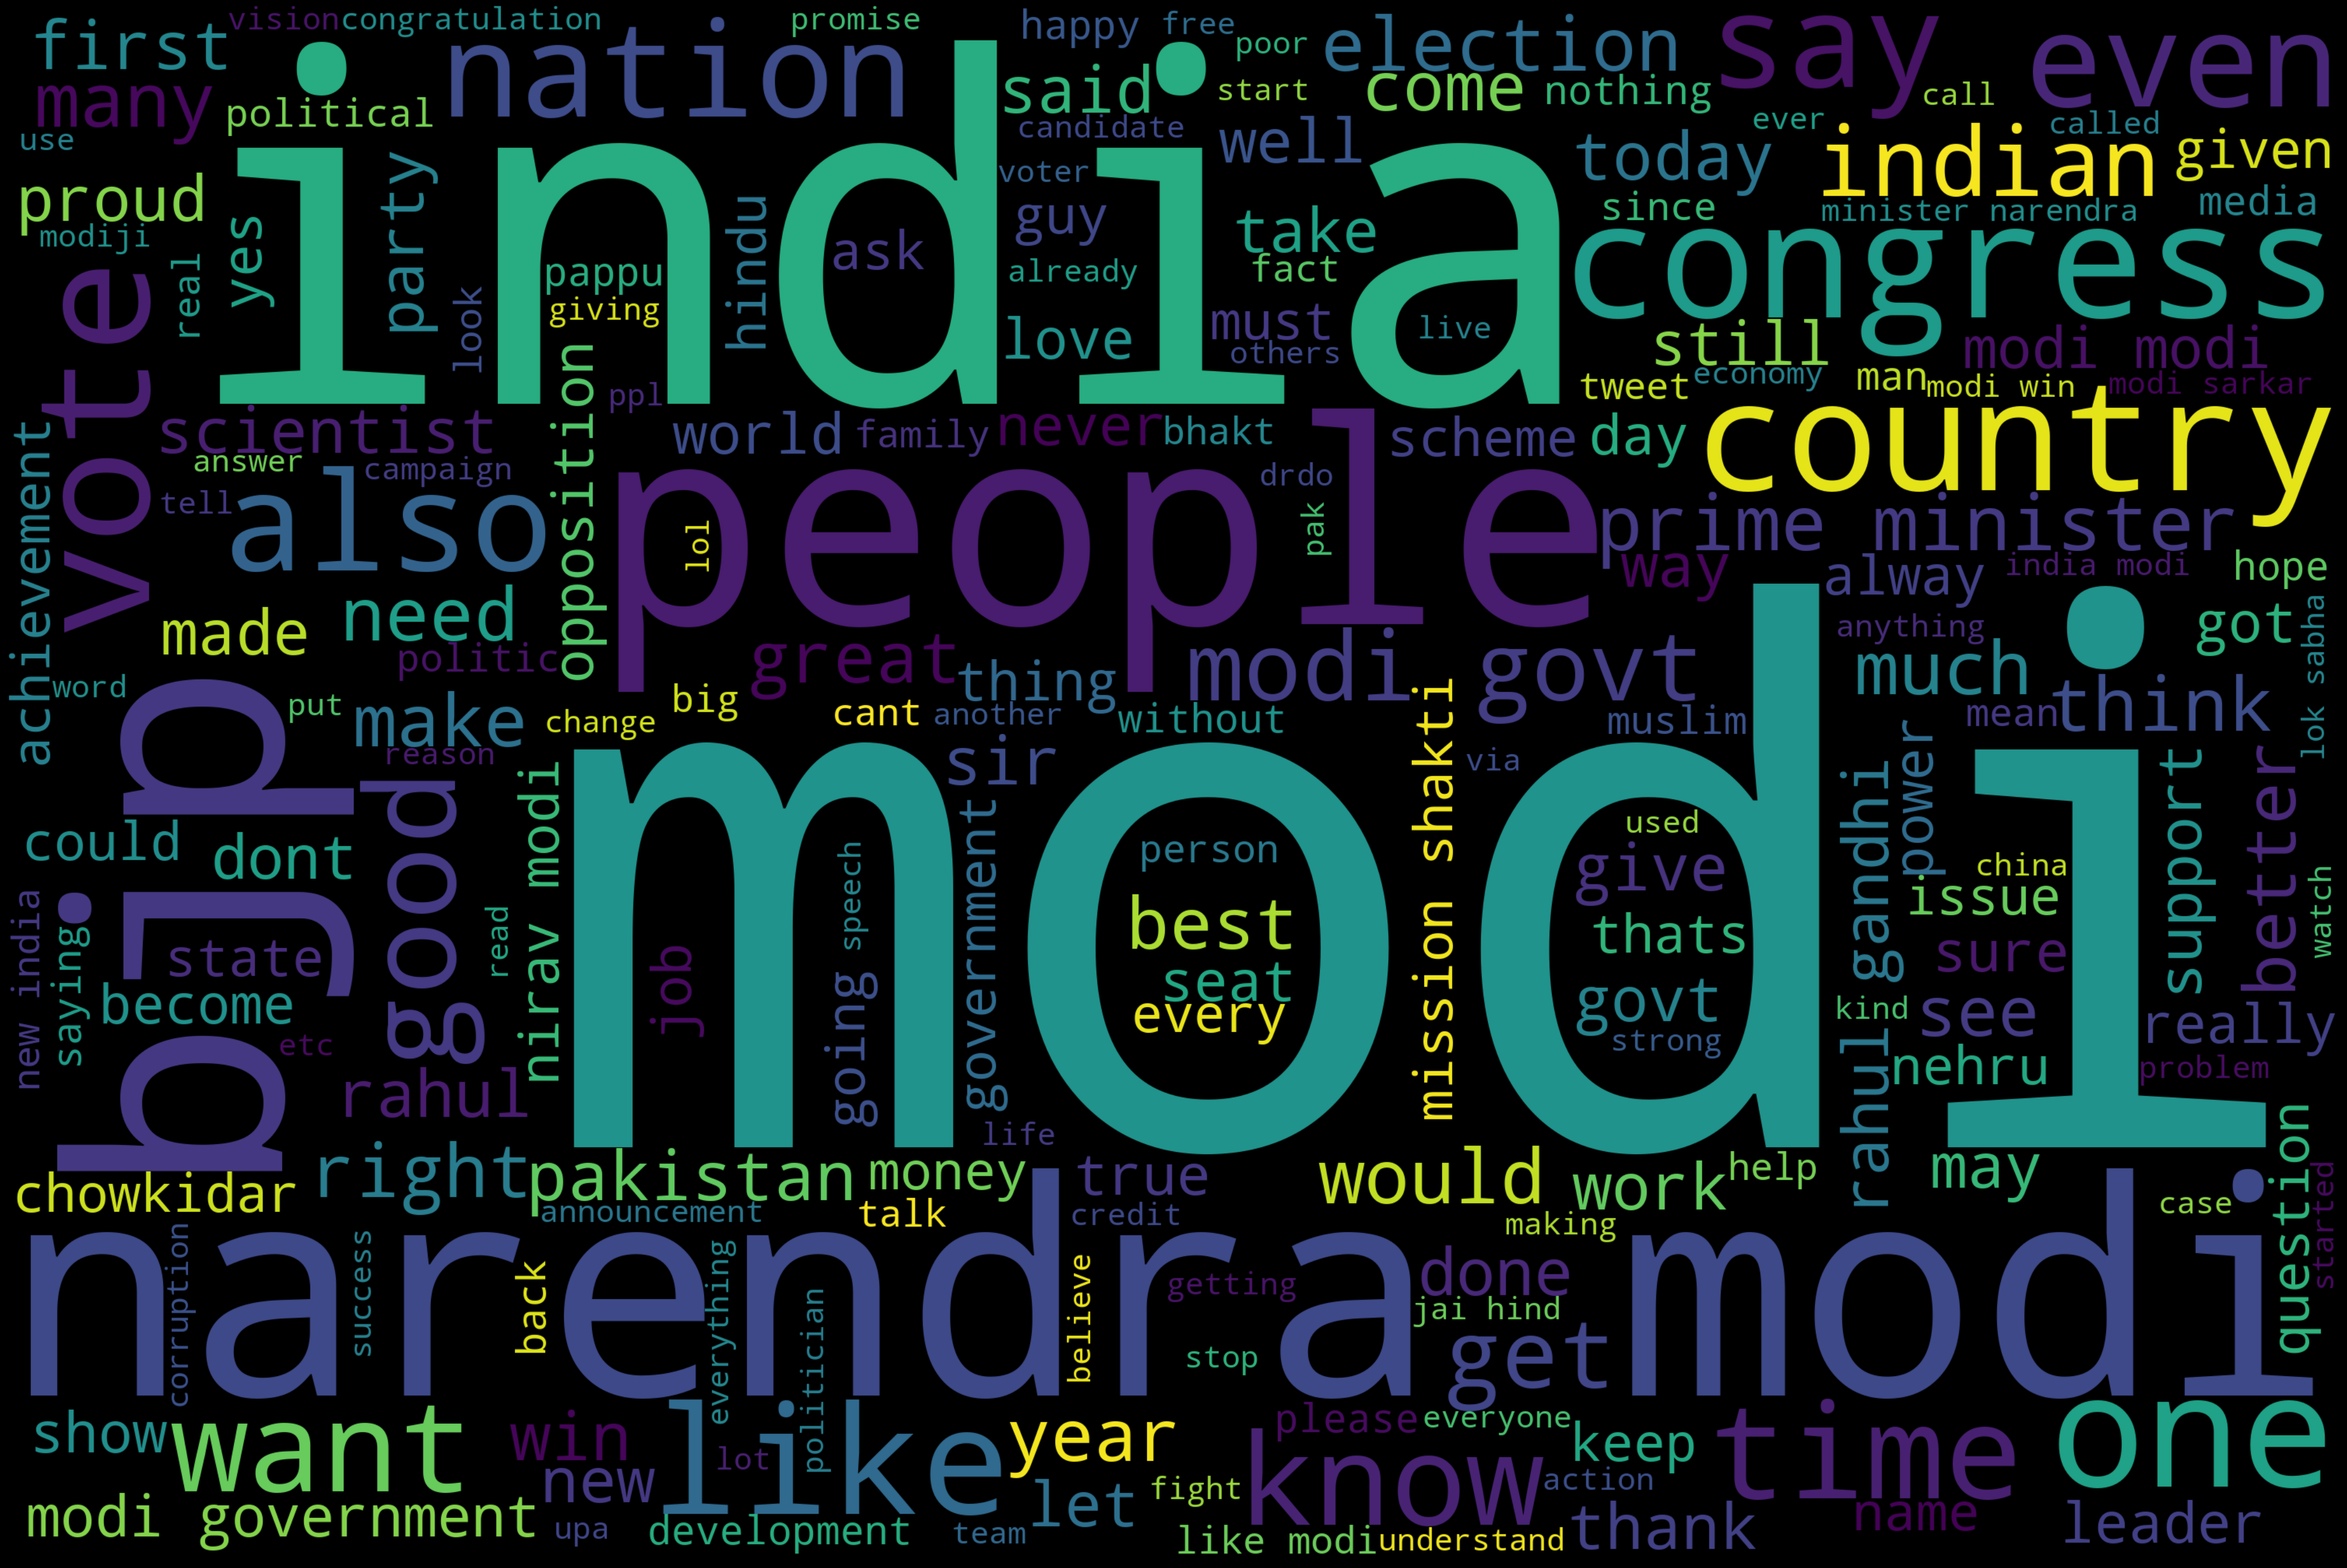 vision
congratulation
promise
happy
free
first
nation
india
poor
election
say
even
many
political
said
start
come
nothing
call
use
candidate
well
ever
called
today
indian
given
proud
yes
party
hindu
voter
guy
since
minister narendra
media
modiji
real
look
pappu
ask
take
congress
giving
already
fact
love
must
live
others
still
modi modi
vote
ppl
tweet
economy
man
modi win
modi sarkar
scientist
opposition
world
family
never
bhakt
scheme
day
country
achievement
answer
campaign
also
people
drdo
tell
lol
pak
prime minister
way
alway
india modi
hope
made
need
politic
great
thing
modi govt
anything
much
got
lok sabha
word
put
make
change
big
cant
another
without
muslim
mean
think
bjp
reason
good
sir
modi
mission shakti
via
power
support
better
could
dont
nirav modi
government
speech
person
used
give
rahul gandhi
china
issue
watch
new india
saying
state
read
job
going
best
thats
sure
become
seat
every
govt
strong
kind
see
really
etc
rahul
life
nehru
problem
chowkidar
right
pakistan
money
true
would
work
help
may
question
started
announcement
talk
credit
making
case
corruption
success
narendra modi
back
everything
believe
getting
done
politician
stop
jai hind
get
show
want
win
like
year
please
everyone
keep
time
one
new
lot
let
fight
know
action
name
modi government
upa
development
team
like modi
understand
thank
leader